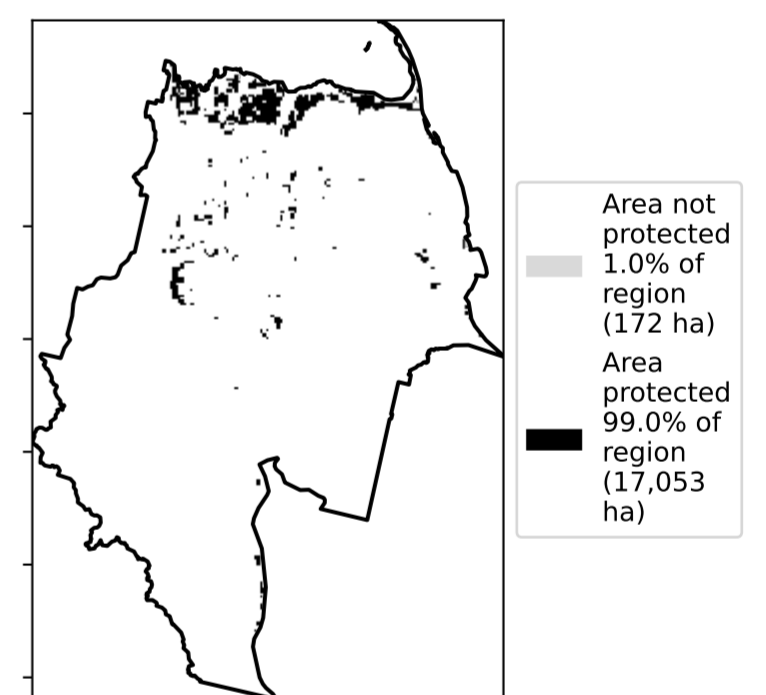 Area not
protected
1.0% of
region
(172 ha)
Area
protected
99.0% of
region
(17,053
ha)